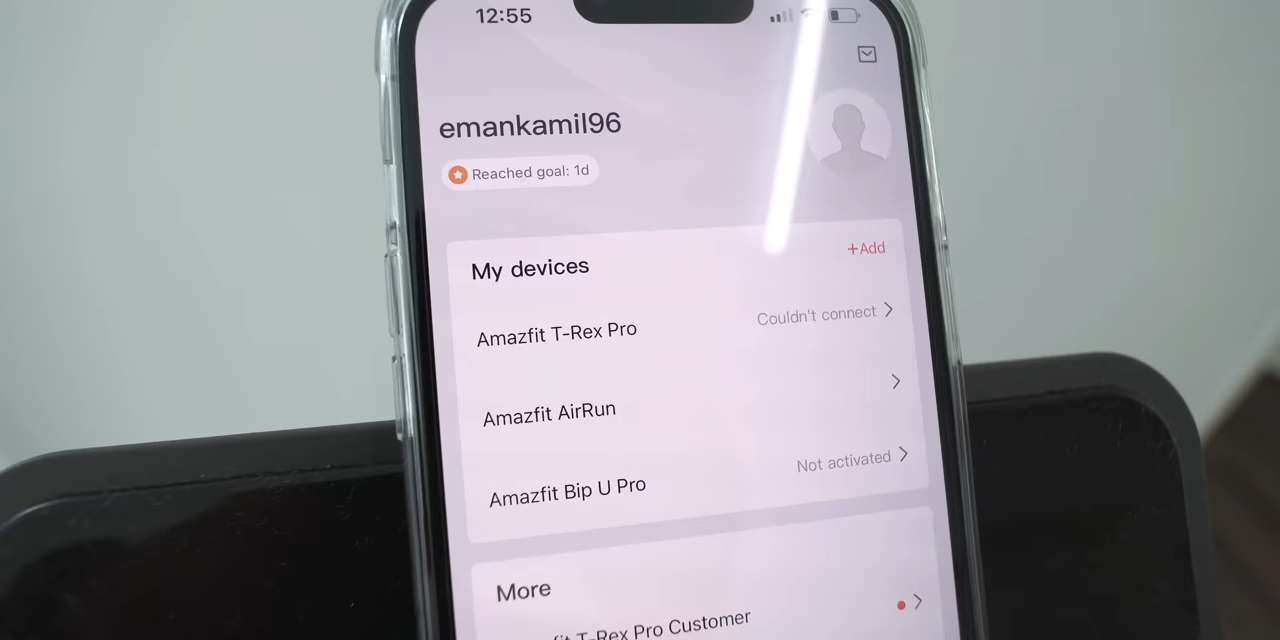 12:55
emankamil96
Reached goal: 1d
My devices
+Add
Amazfit T-Rex Pro
Couldn't connect
Amazfit AirRun
Amazfit Bip U Pro
Not activated
More
T-Rex Pro Customer